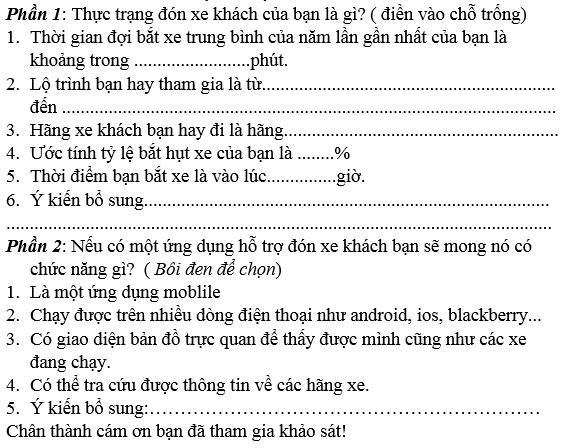 Phần 1: Thực trạng đón xe khách của bạn là gì? ( điền vào chỗ trống)
1. Thời gian đợi bắt xe trung bình của năm lần gần nhất của bạn là
khoảng trong ..........................phút.
2. Lộ trình bạn hay tham gia là từ.................................................................
đến ..............................................................................................................
3. Hãng xe khách bạn hay đi là hãng.............................................................
4. Ước tính tỷ lệ bắt hụt xe của bạn là ........%
5. Thời điểm bạn bắt xe là vào lúc...............giờ.
6. Ý kiến bổ sung..........................................................................................
.........................................................................................................................
Phần 2: Nếu có một ứng dụng hỗ trợ đón xe khách bạn sẽ mong nó có
chức năng gì? ( Bôi đen để chọn)
1. Là một ứng dụng moblile
2. Chạy được trên nhiều dòng điện thoại như android, ios, blackberry...
3. Có giao diện bản đồ trực quan để thấy được mình cũng như các xe
đang chạy.
4. Có thể tra cứu được thông tin về các hãng xe.
5. Ý kiến bổ sung:……………………………………………………
Chân thành cám ơn bạn đã tham gia khảo sát!